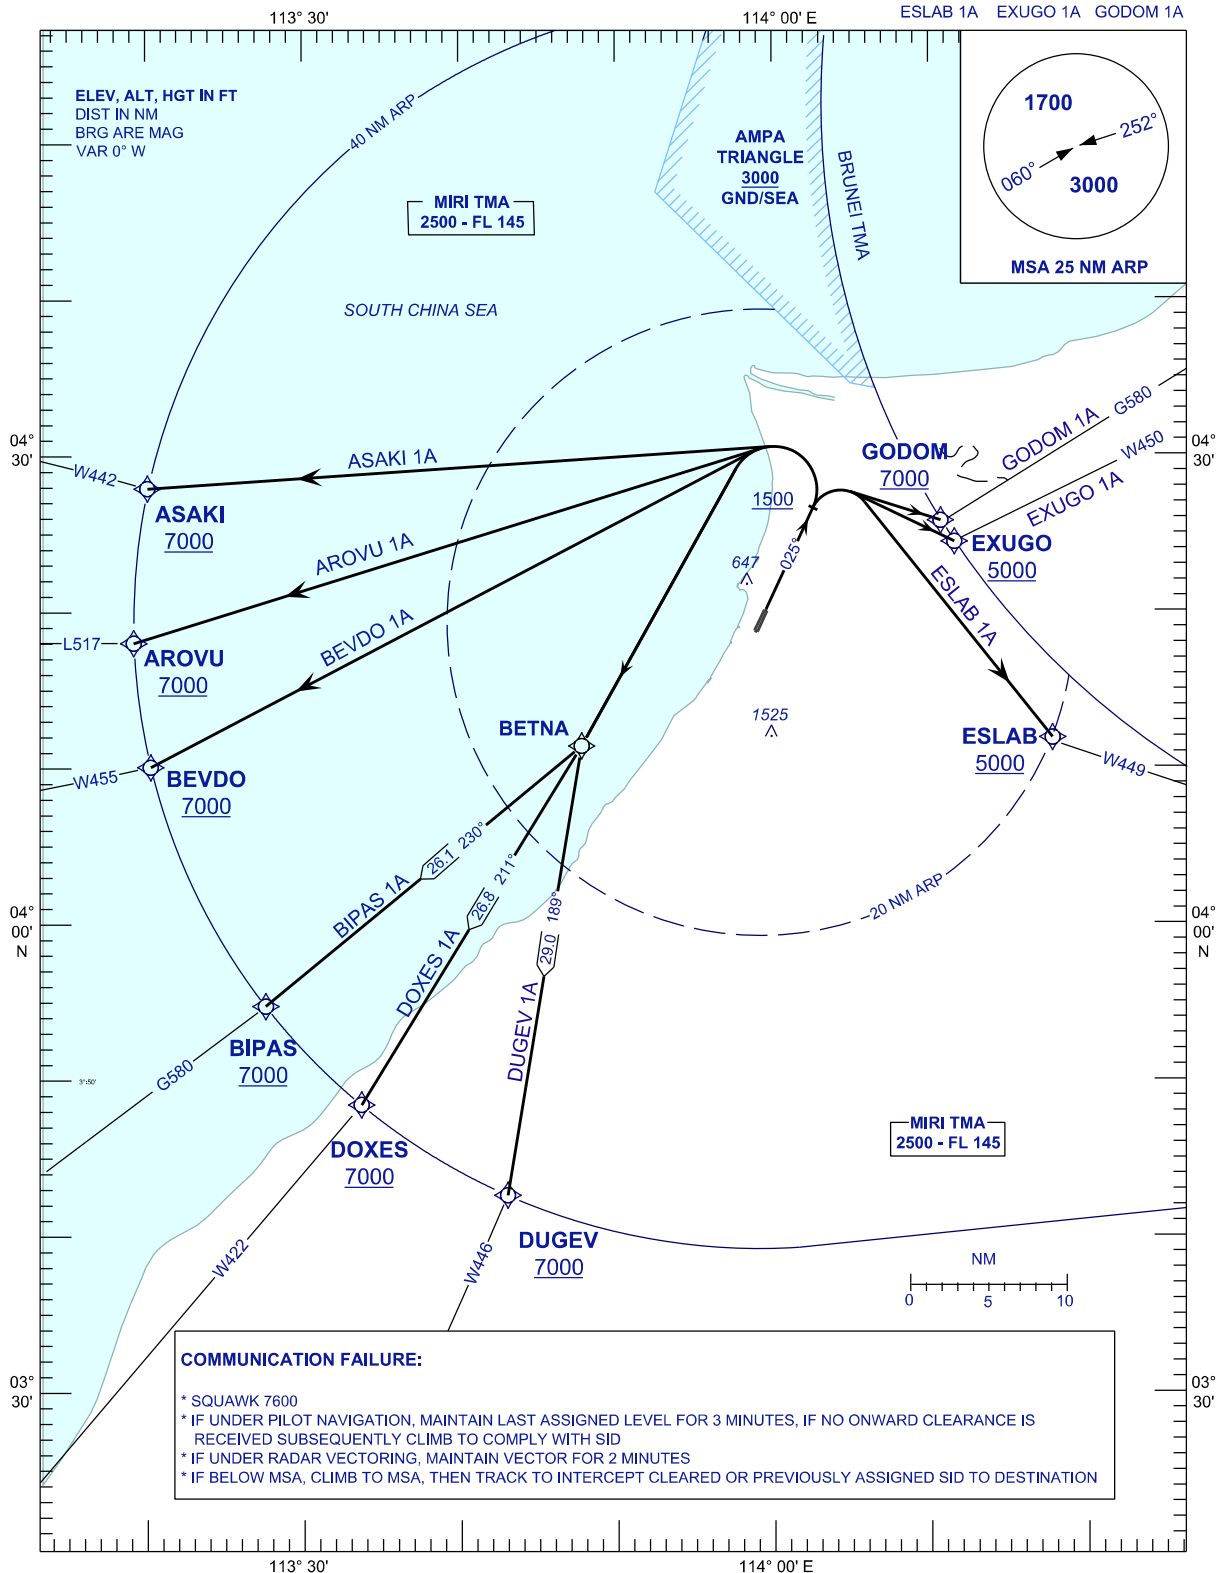 ESLAB 1A EXUGO 1A GODOM 1A
113° 30'
114° 00' E
ELEV, ALT, HGT IN FT
DIST IN NM
BRG ARE MAG
VAR 0° W
40 NM ARP
MIRI TMA
2500 - FL 145
AMPA
TRIANGLE
3000
GND/SEA
BRUNEI TMA
1700
252°
060°
3000
MSA 25 NM ARP
SOUTH CHINA SEA
04°
30'
04°
30'
W442
ASAKI 1A
ASAKI
7000
GODOM
7000
GODOM 1A
G580
W450
EXUGO 1A
EXUGO
5000
1500
025°
647
AROVU 1A
L517
AROVU
7000
BEVDO 1A
ESLAB 1A
BETNA
1525
ESLAB
5000
W449
W455
BEVDO
7000
26.1 230°
26.8 211°
29.0 189°
BIPAS 1A
DOXES 1A
DUGEV 1A
20 NM ARP
04°
00'
N
04°
00'
N
BIPAS
7000
G580
3°50'
DOXES
7000
MIRI TMA
2500 - FL 145
DUGEV
7000
W422
W446
NM
0 5 10
03°
30'
03°
30'
COMMUNICATION FAILURE:
* SQUAWK 7600
* IF UNDER PILOT NAVIGATION, MAINTAIN LAST ASSIGNED LEVEL FOR 3 MINUTES, IF NO ONWARD CLEARANCE IS
RECEIVED SUBSEQUENTLY CLIMB TO COMPLY WITH SID
* IF UNDER RADAR VECTORING, MAINTAIN VECTOR FOR 2 MINUTES
* IF BELOW MSA, CLIMB TO MSA, THEN TRACK TO INTERCEPT CLEARED OR PREVIOUSLY ASSIGNED SID TO DESTINATION
113° 30'
114° 00' E